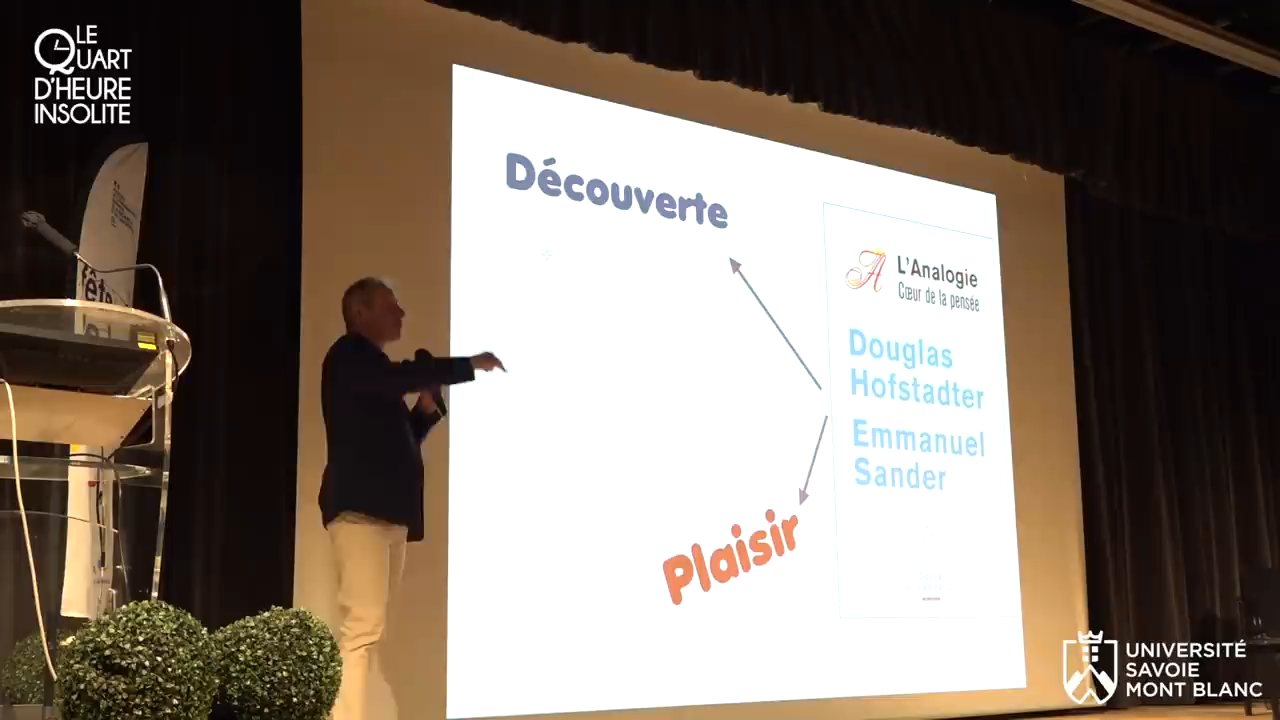 LE
QUART
D'HEURE
INSOLITE
Découverte
A
L'Analogie
Cœur de la pensée
Douglas
Hofstadter
Emmanuel
Sander
Plaisir
fête
UNIVERSITÉ
SAVOIE
MONT BLANC